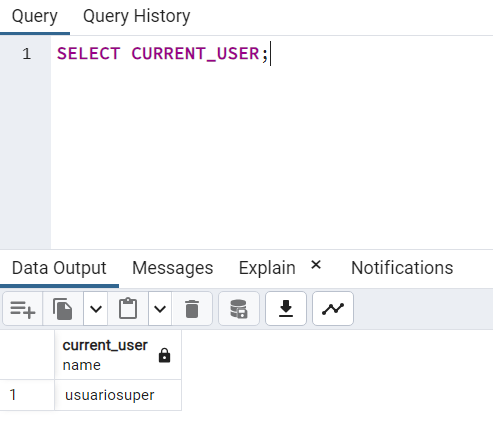 Query Query History
1 SELECT CURRENT_USER;
Data Output Messages Explain × Notifications
current_user
name
1 usuariosuper